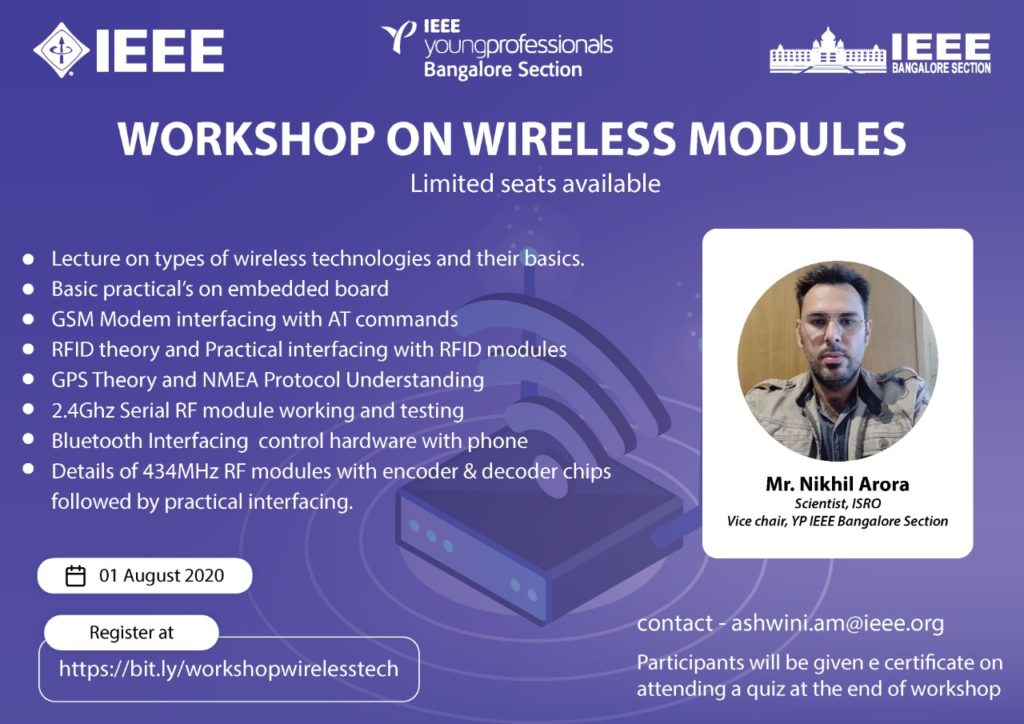 IEEE
IEEE
youngprofessionals
Bangalore Section
IEEE
BANGALORE SECTION
WORKSHOP ON WIRELESS MODULES
Limited seats available
Lecture on types of wireless technologies and their basics.
Basic practical's on embedded board
GSM Modem interfacing with AT commands
RFID theory and Practical interfacing with RFID modules
GPS Theory and NMEA Protocol Understanding
2.4Ghz Serial RF module working and testing
Bluetooth Interfacing control hardware with phone
Details of 434MHz RF modules with encoder & decoder chips
followed by practical interfacing.
Mr. Nikhil Arora
Scientist, ISRO
Vice chair, YP IEEE Bangalore Section
01 August 2020
Register at
https://bit.ly/workshopwirelesstech
contact - ashwini.am@ieee.org
Participants will be given e certificate on
attending a quiz at the end of workshop